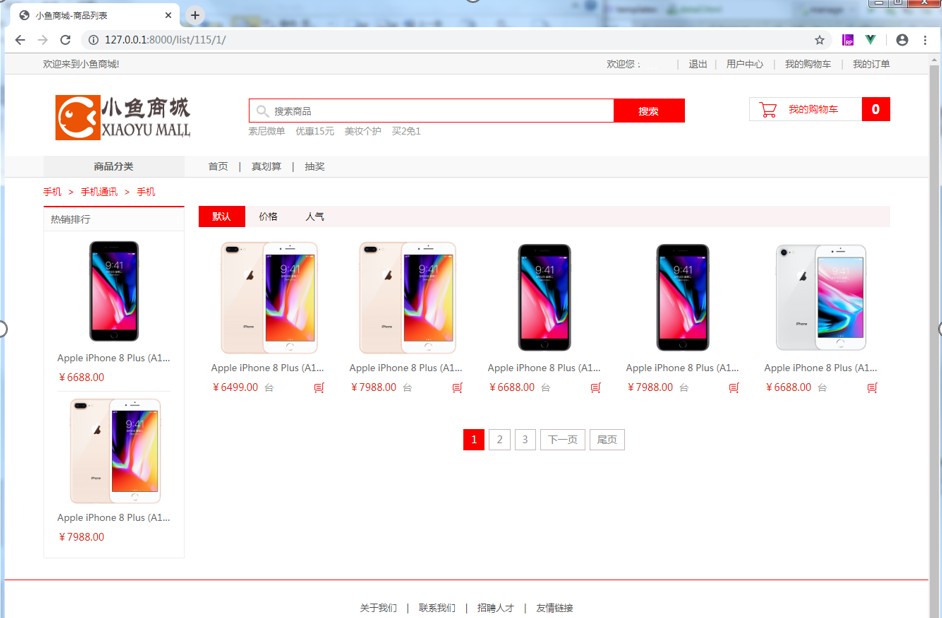 小鱼商城-商品列表
127.0.0.1:8000/list/115/1/
欢迎来到小鱼商城!
欢迎您： | 退出 | 用户中心 | 我的购物车 | 我的订单
小鱼商城
XIAOYU MALL
搜索商品 搜索
我的购物车 0
索尼微单 优惠15元 美妆个护 买2免1
商品分类 首页 | 真划算 | 抽奖
手机 > 手机通讯 > 手机
热销排行
Apple iPhone 8 Plus (A1...
¥6688.00
Apple iPhone 8 Plus (A1...
¥7988.00
默认 价格 人气
Apple iPhone 8 Plus (A1... Apple iPhone 8 Plus (A1... Apple iPhone 8 Plus (A1... Apple iPhone 8 Plus (A1... Apple iPhone 8 Plus (A1...
¥6499.00 台 ¥7988.00 台 ¥6688.00 台 ¥7988.00 台 ¥6688.00 台
1 2 3 下一页 尾页
关于我们 | 联系我们 | 招聘人才 | 友情链接